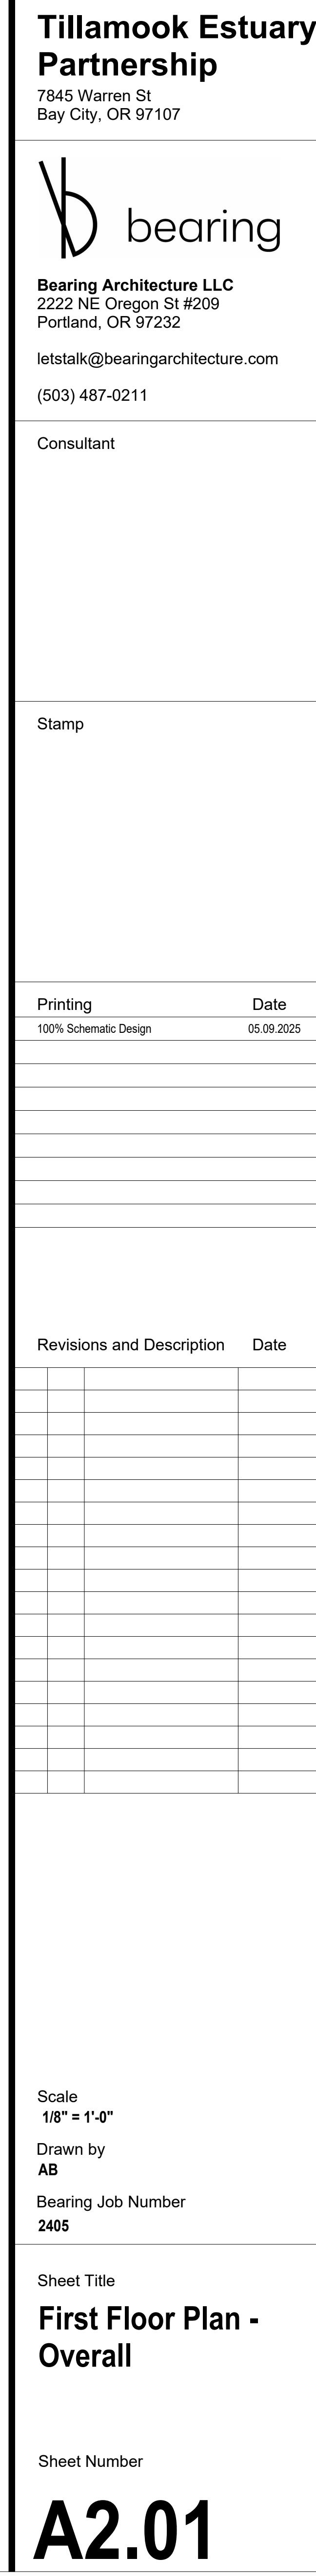 Tillamook Estuary
Partnership
7845 Warren St
Bay City, OR 97107
bearing
Bearing Architecture LLC
2222 NE Oregon St #209
Portland, OR 97232
letstalk@bearingarchitecture.com
(503) 487-0211
Consultant
Stamp
Printing Date
100% Schematic Design 05.09.2025
Revisions and Description Date
Scale
1/8" = 1'-0"
Drawn by
AB
Bearing Job Number
2405
Sheet Title
First Floor Plan -
Overall
Sheet Number
A2.01